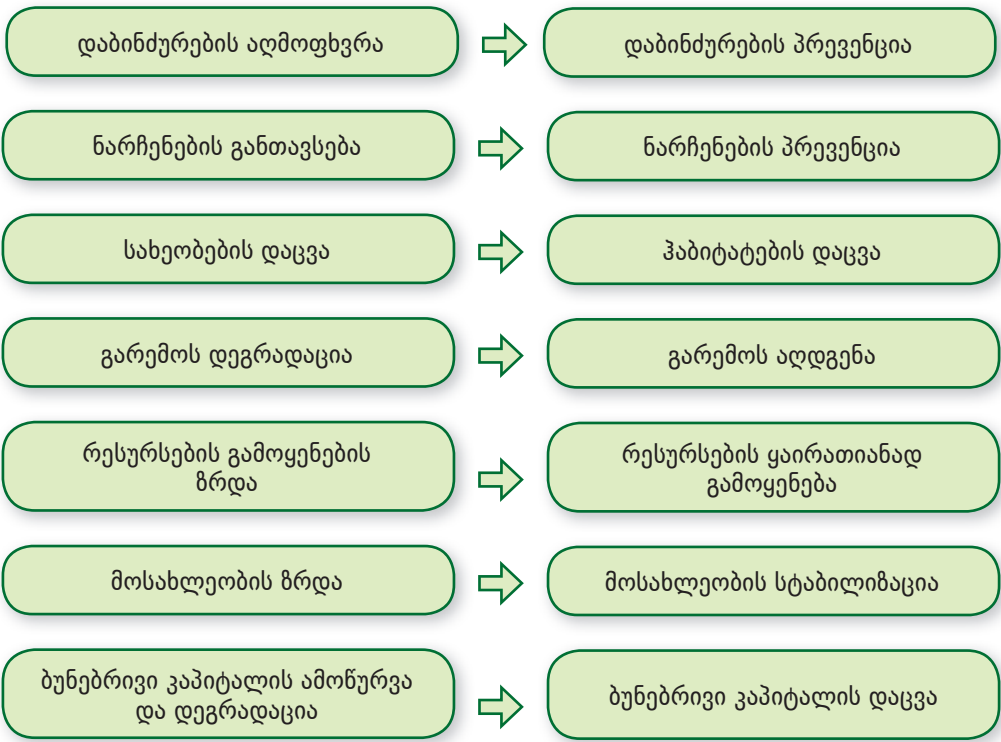 დაბინძურების აღმოფხვრა
დაბინძურების პრევენცია
ნარჩენების განთავსება
ნარჩენების პრევენცია
სახეობების დაცვა
ჰაბიტატების დაცვა
გარემოს დეგრადაცია
გარემოს აღდგენა
რესურსების გამოყენების
ზრდა
რესურსების ყაირათიანად
გამოყენება
მოსახლეობის ზრდა
მოსახლეობის სტაბილიზაცია
ბუნებრივი კაპიტალის ამოწურვა
და დეგრადაცია
ბუნებრივი კაპიტალის დაცვა